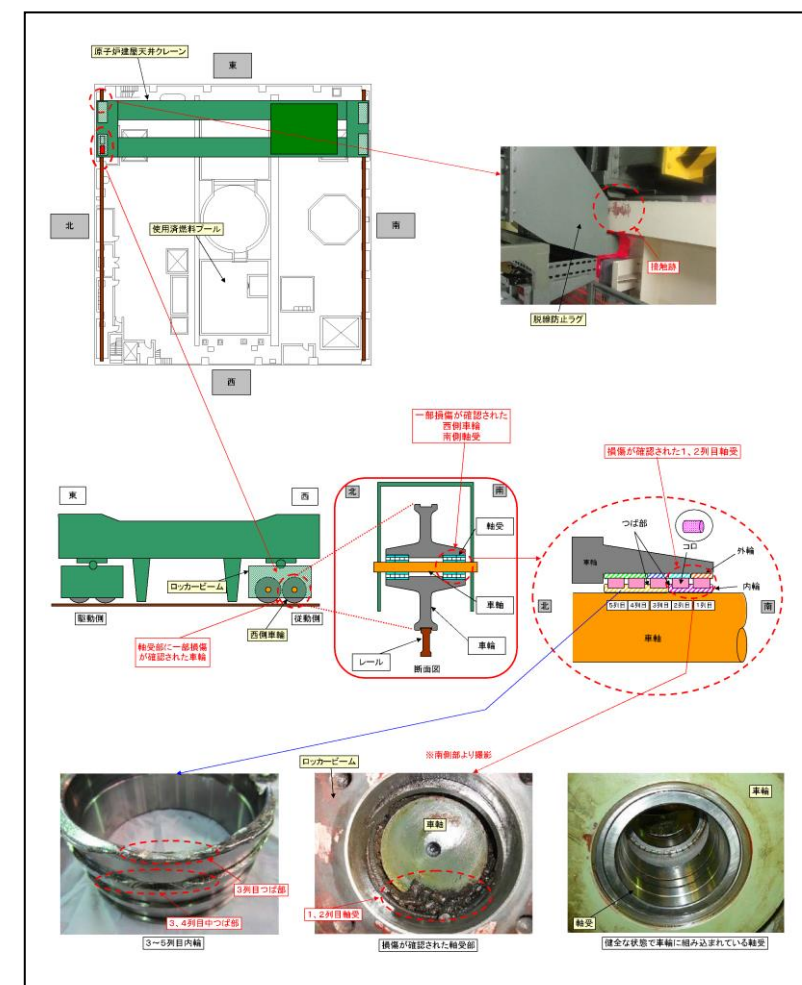 原子炉建屋天井クレーン
東
北
南
使用済燃料プール
西
接触跡
脱線防止ラグ
一部損傷が確認された
西側車輪
南側軸受
損傷が確認された1、2列目軸受
東
西
ロッカービーム
駆動側
従動側
西側車輪
軸受部に一部損傷
が確認された車輪
北
南
軸受
車軸
車輪
レール
断面図
つば部
コロ
外輪
車輪
内輪
北
5列目
4列目
3列目
2列目
1列目
南
車軸
※南側部より撮影
3列目つば部
3、4列目中つば部
3～5列目内輪
ロッカービーム
車軸
1、2列目軸受
損傷が確認された軸受部
車輪
軸受
健全な状態で車輪に組み込まれている軸受